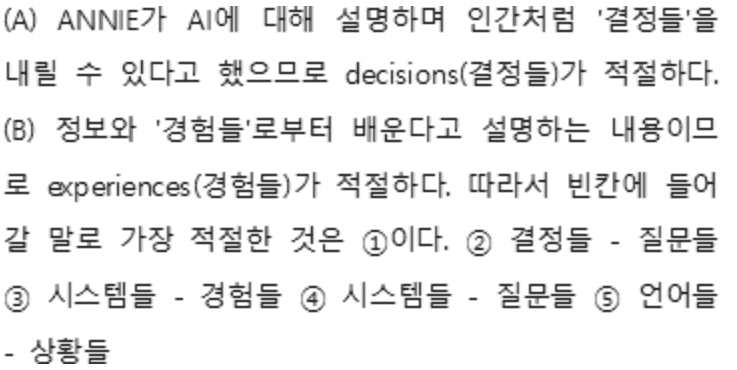 (A) ANNIE가 AI에 대해 설명하며 인간처럼 '결정들'을
내릴 수 있다고 했으므로 decisions(결정들)가 적절하다.
(B) 정보와 '경험들'로부터 배운다고 설명하는 내용이므
로 experiences(경험들)가 적절하다. 따라서 빈칸에 들어
갈 말로 가장 적절한 것은 ①이다. ② 결정들 - 질문들
③ 시스템들 - 경험들 ④ 시스템들 - 질문들 ⑤ 언어들
- 상황들